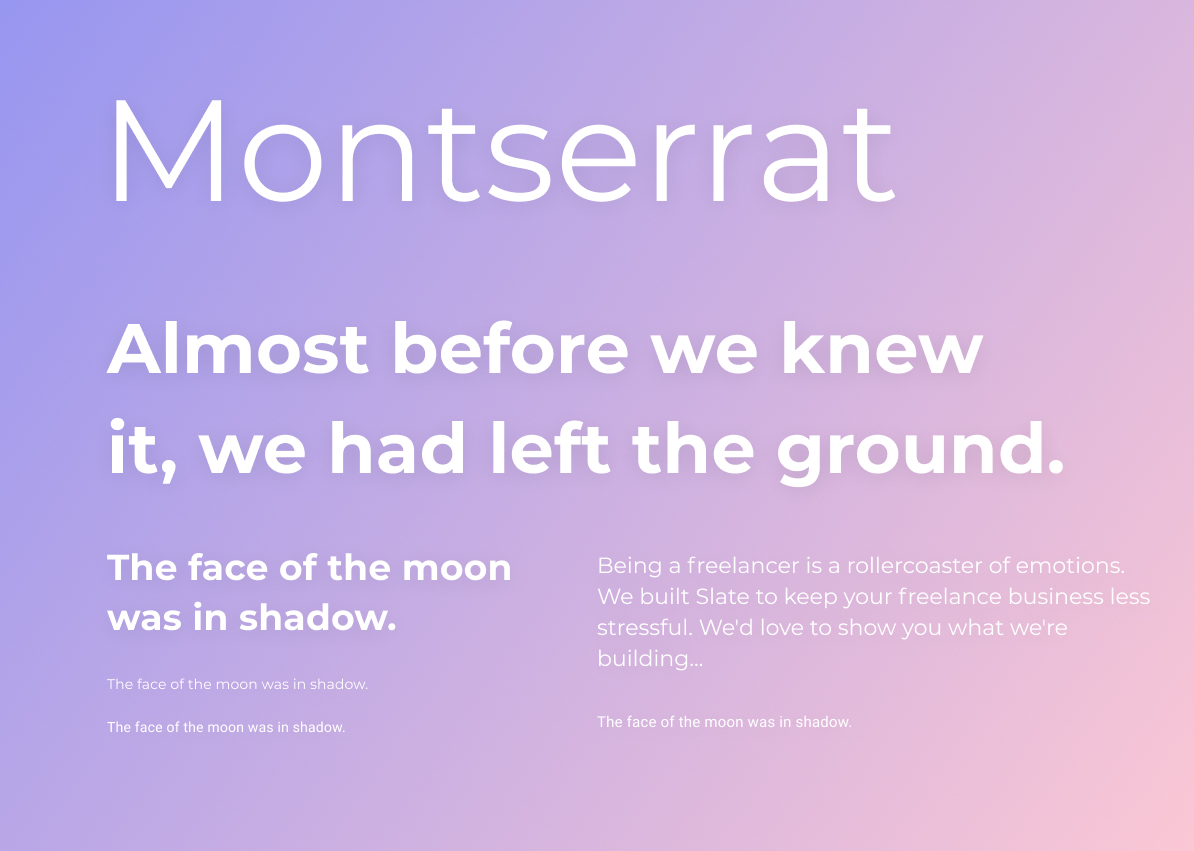 Montserrat
Almost before we knew
it, we had left the ground.
The face of the moon
was in shadow.
The face of the moon was in shadow.
The face of the moon was in shadow.
Being a freelancer is a rollercoaster of emotions.
We built Slate to keep your freelance business less
stressful. We'd love to show you what we're
building...
The face of the moon was in shadow.